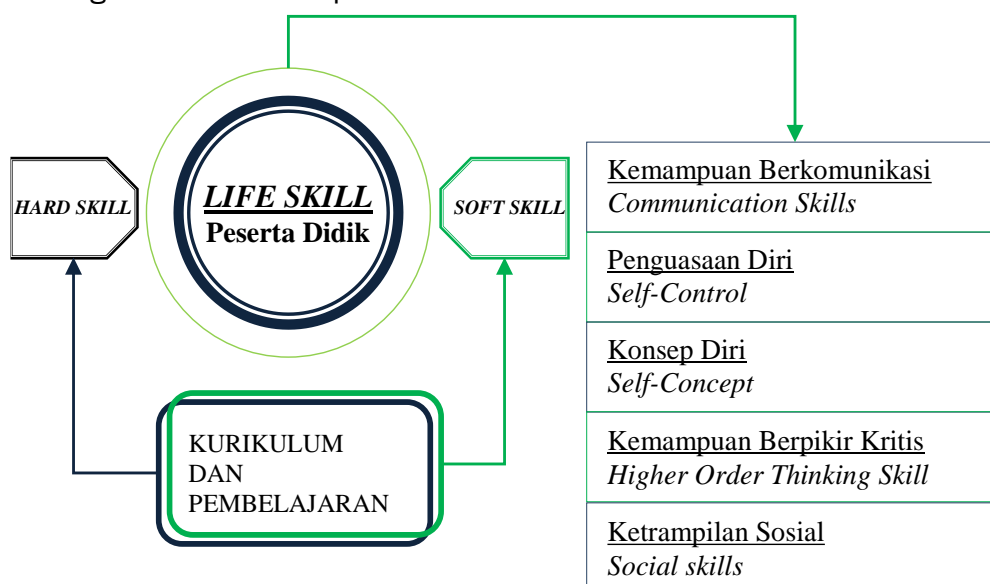 HARD SKILL
LIFE SKILL
Peserta Didik
SOFT SKILL
KURIKULUM
DAN
PEMBELAJARAN
Kemampuan Berkomunikasi
Communication Skills
Penguasaan Diri
Self-Control
Konsep Diri
Self-Concept
Kemampuan Berpikir Kritis
Higher Order Thinking Skill
Ketrampilan Sosial
Social skills